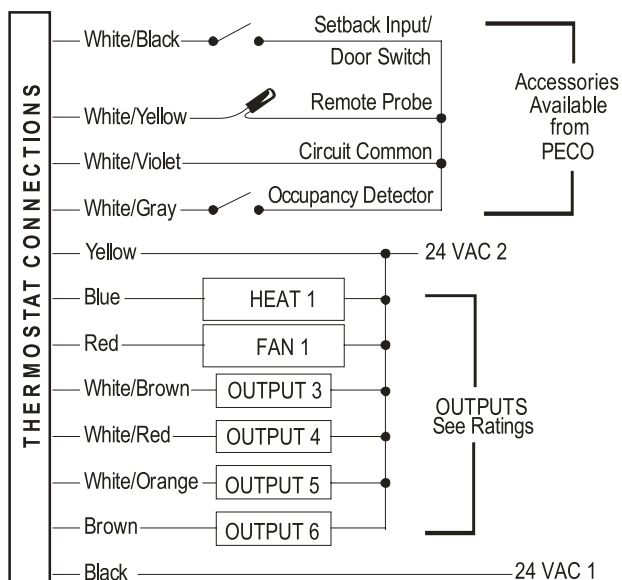 THERMOSTAT CONNECTIONS
White/Black
Setback Input/
Door Switch
White/Yellow
Remote Probe
White/Violet
Circuit Common
White/Gray
Occupancy Detector
Accessories
Available
from
PECO
Yellow
24 VAC 2
Blue
HEAT 1
Red
FAN 1
White/Brown
OUTPUT 3
White/Red
OUTPUT 4
White/Orange
OUTPUT 5
Brown
OUTPUT 6
OUTPUTS
See Ratings
Black
24 VAC 1